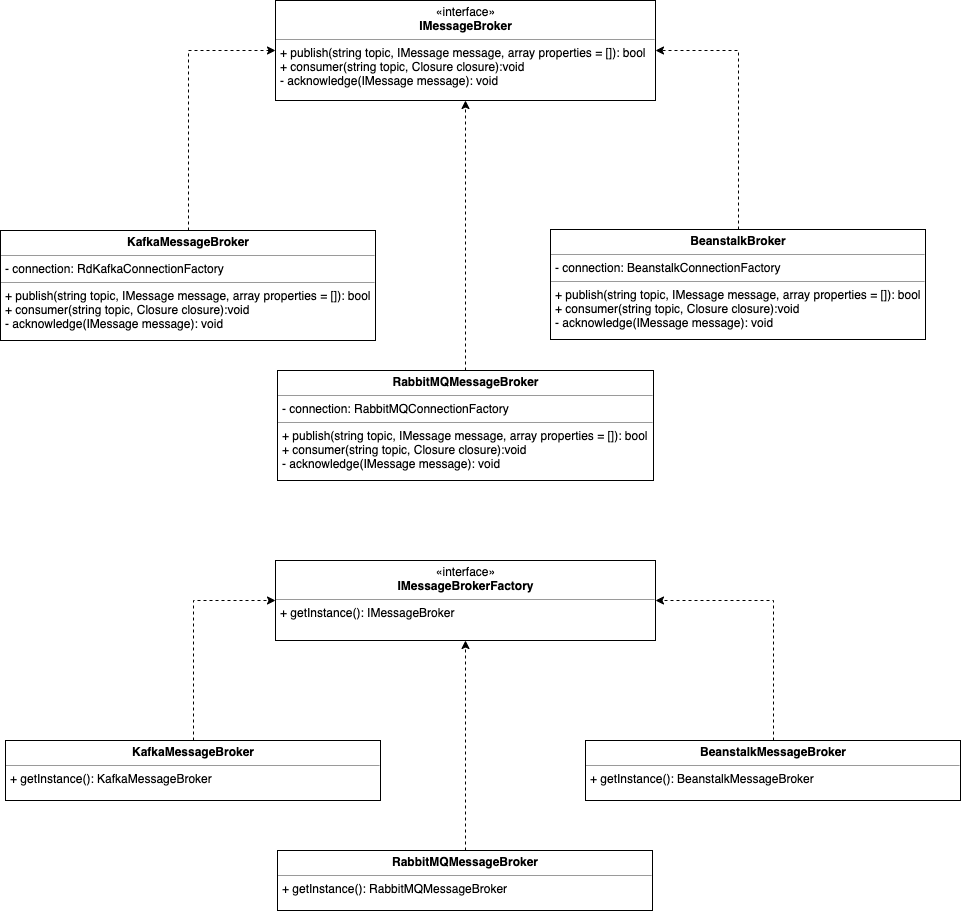 «interface»
IMessageBroker
+ publish(string topic, IMessage message, array properties = []): bool
+ consumer(string topic, Closure closure):void
- acknowledge(IMessage message): void
KafkaMessageBroker
- connection: RdKafkaConnectionFactory
+ publish(string topic, IMessage message, array properties = []): bool
+ consumer(string topic, Closure closure):void
- acknowledge(IMessage message): void
BeanstalkBroker
- connection: BeanstalkConnectionFactory
+ publish(string topic, IMessage message, array properties = []): bool
+ consumer(string topic, Closure closure):void
- acknowledge(IMessage message): void
RabbitMQMessageBroker
- connection: RabbitMQConnectionFactory
+ publish(string topic, IMessage message, array properties = []): bool
+ consumer(string topic, Closure closure):void
- acknowledge(IMessage message): void
«interface»
IMessageBrokerFactory
+ getInstance(): IMessageBroker
KafkaMessageBroker
+ getInstance(): KafkaMessageBroker
BeanstalkMessageBroker
+ getInstance(): BeanstalkMessageBroker
RabbitMQMessageBroker
+ getInstance(): RabbitMQMessageBroker